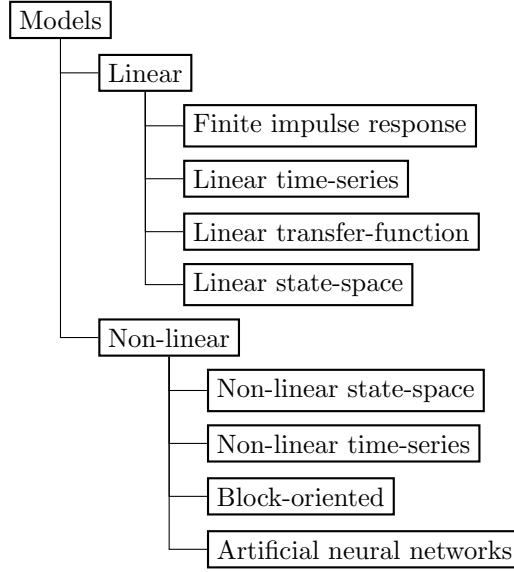 Models
Linear
Finite impulse response
Linear time-series
Linear transfer-function
Linear state-space
Non-linear
Non-linear state-space
Non-linear time-series
Block-oriented
Artificial neural networks